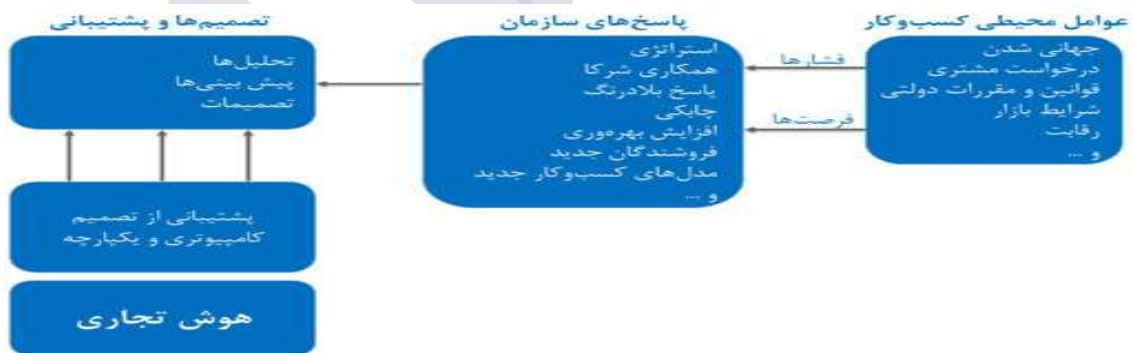 عوامل محیطی کسب‌وکار
جهانی شدن
درخواست مشتری
قوانین و مقررات دولتی
شرایط بازار
رقابت
و ...
فشارها
فرصت‌ها
پاسخ‌های سازمان
استراتژی
همکاری شرکا
پاسخ بلادرنگ
چابکی
افزایش بهره‌وری
فروشندگان جدید
مدل‌های کسب‌وکار جدید
و ...
تصمیم‌ها و پشتیبانی
تحلیل‌ها
پیش بینی‌ها
تصمیمات
پشتیبانی از تصمیم
کامپیوتری و یکپارچه
هوش تجاری